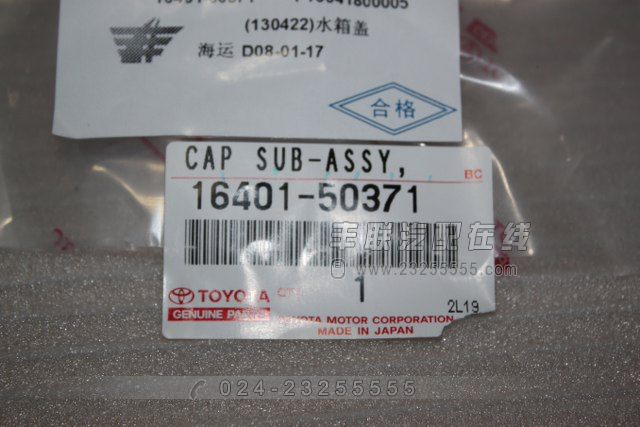 (130422)水箱盖
海运 D08-01-17
合格
CAP SUB-ASSY,
BC
16401-50371
丰联汽配在线
www.23255555.com
1
TOYOTA
GENUINE PARTS
2L19
TOYOTA MOTOR CORPORATION
MADE IN JAPAN
024-23255555